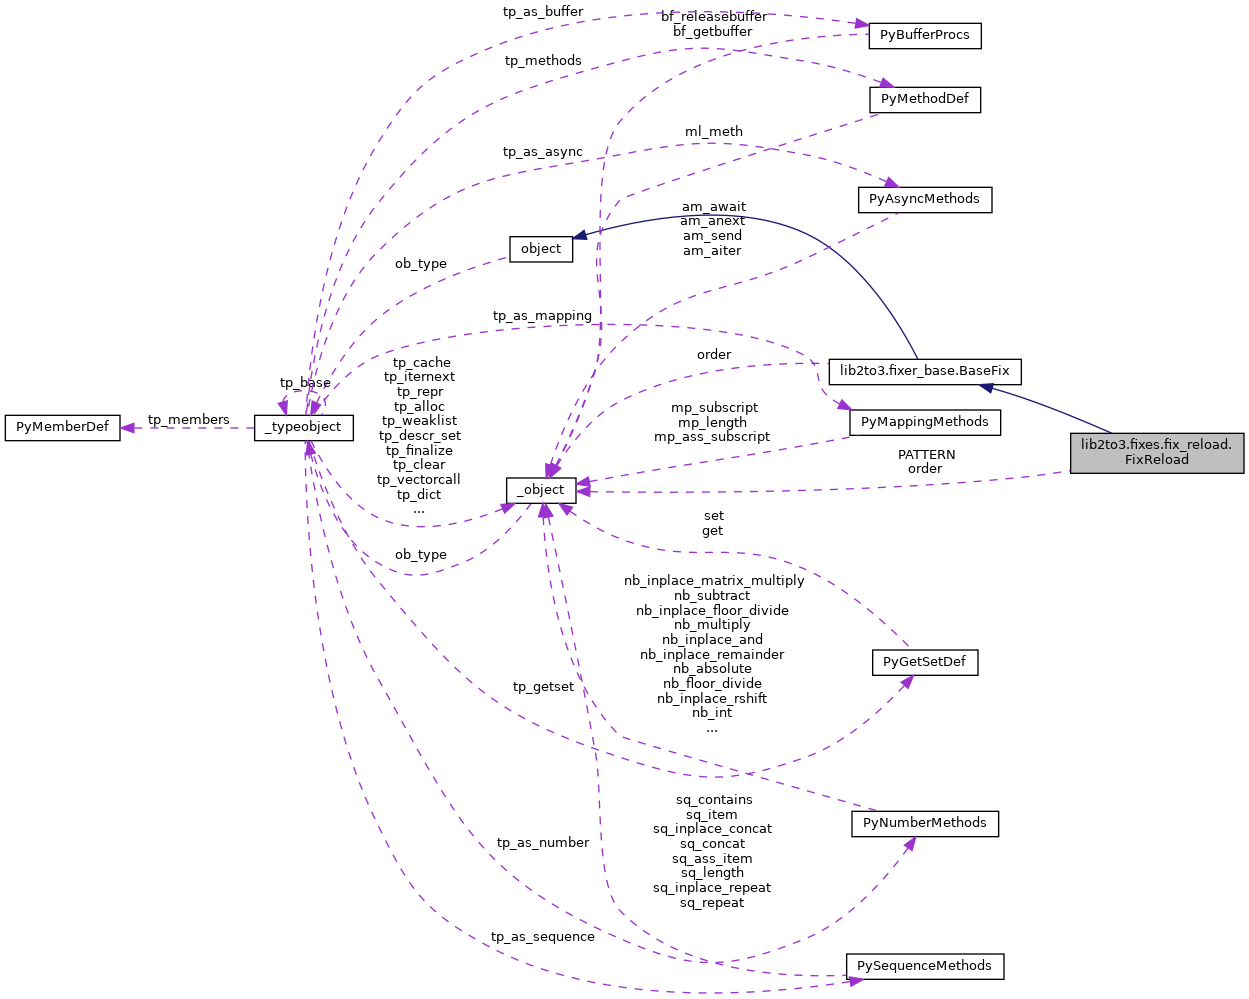 tp_as_buffer
bf_releasebuffer
bf_getbuffer
PyBufferProcs
tp_methods
PyMethodDef
ml_meth
tp_as_async
PyAsyncMethods
am_await
am_anext
am_send
am_aiter
object
ob_type
tp_as_mapping
order
lib2to3.fixer_base.BaseFix
tp_base
tp_cache
tp_iternext
tp_repr
tp_alloc
tp_weaklist
tp_descr_set
tp_finalize
tp_clear
tp_vectorcall
tp_dict
...
PyMemberDef
tp_members
_typeobject
mp_subscript
mp_length
mp_ass_subscript
PyMappingMethods
lib2to3.fixes.fix_reload.
FixReload
PATTERN
order
_object
set
get
ob_type
nb_inplace_matrix_multiply
nb_subtract
nb_inplace_floor_divide
nb_multiply
nb_inplace_and
nb_inplace_remainder
nb_absolute
nb_floor_divide
nb_inplace_rshift
nb_int
...
PyGetSetDef
tp_getset
sq_contains
sq_item
sq_inplace_concat
sq_concat
sq_ass_item
sq_length
sq_inplace_repeat
sq_repeat
PyNumberMethods
tp_as_number
tp_as_sequence
PySequenceMethods